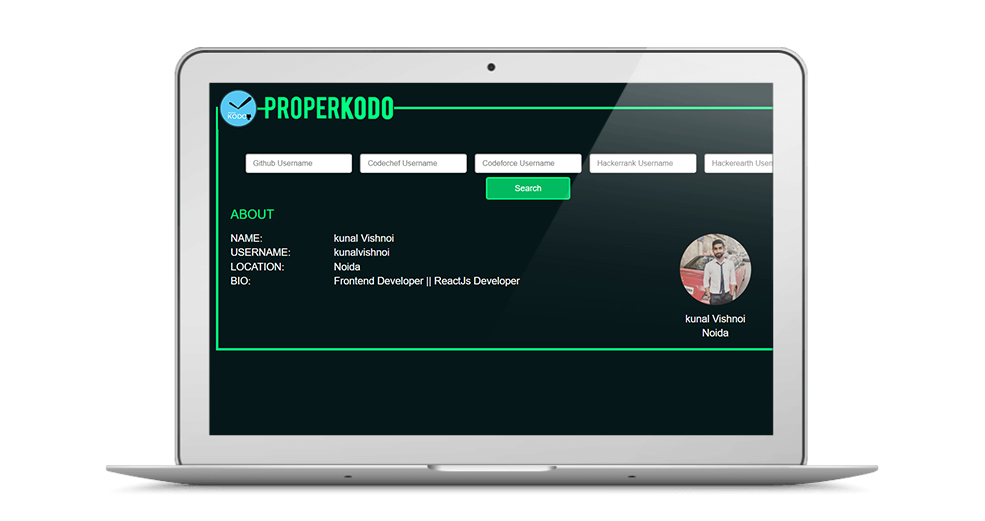 KODO
PROPERKODO
Github Username
Codechef Username
Codeforce Username
Hackerrank Username
Hackerearth User
Search
ABOUT
NAME: kunal Vishnoi
USERNAME: kunalvishnoi
LOCATION: Noida
BIO: Frontend Developer || ReactJs Developer
kunal Vishnoi
Noida